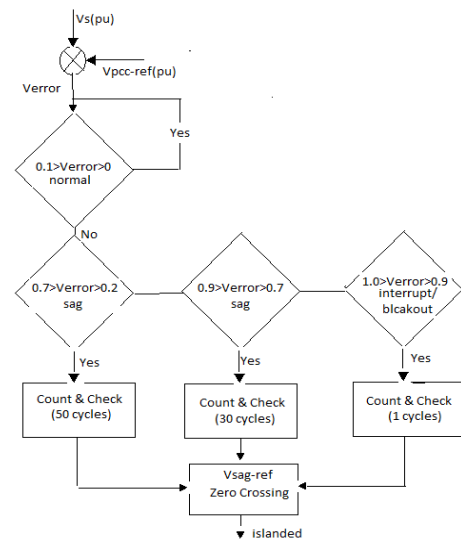 Vs(pu)
Vpcc-ref(pu)
Verror
Yes
0.1>Verror>0
normal
No
0.7>Verror>0.2
sag
0.9>Verror>0.7
sag
1.0>Verror>0.9
interrupt/
blcakout
Yes
Yes
Yes
Count & Check
(50 cycles)
Count & Check
(30 cycles)
Count & Check
(1 cycles)
Vsag-ref
Zero Crossing
islanded